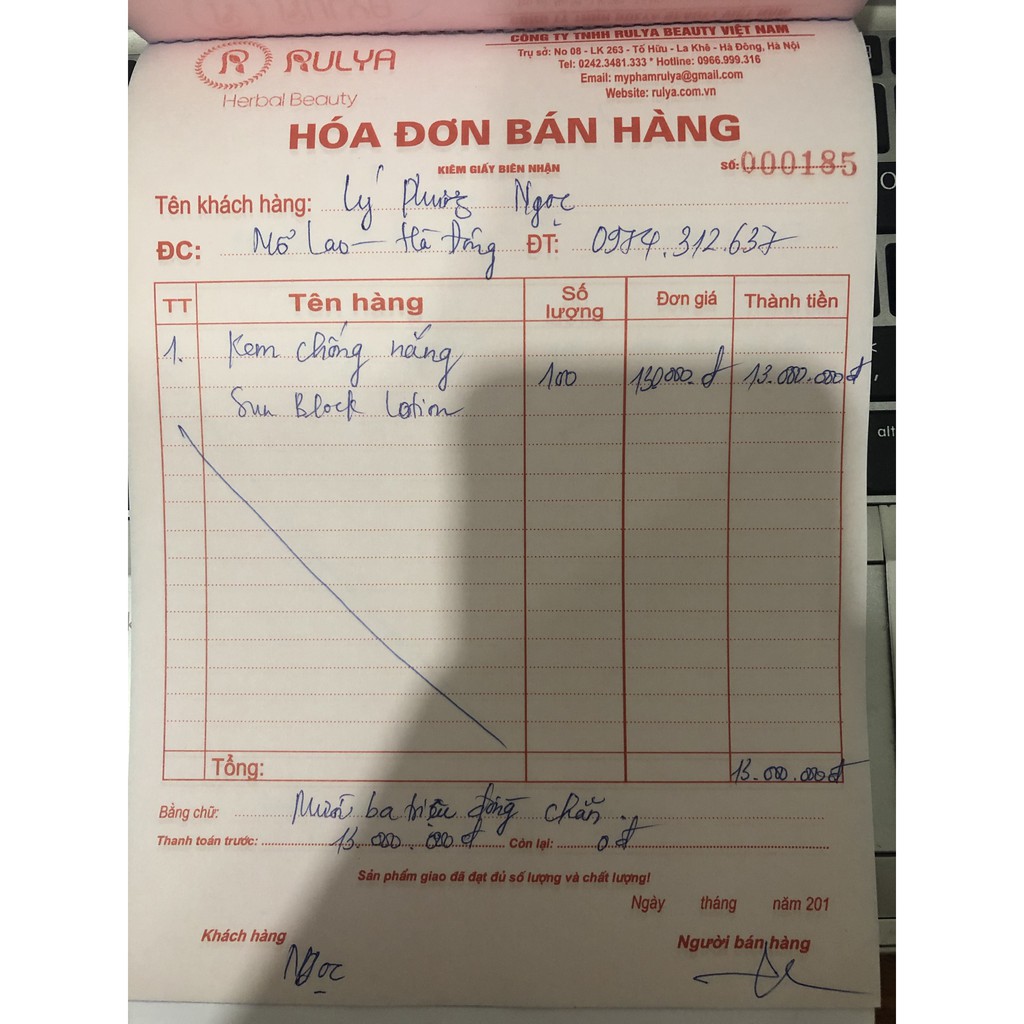 CÔNG TY TNHH RULYA BEAUTY VIỆT NAM
RULYA
Herbal Beauty
Trụ sở: No 08 - LK 263 - Tố Hữu - La Khê - Hà Đông, Hà Nội
Tel: 0242.3481.333 * Hotline: 0966.999.316
Email: myphamrulya@gmail.com
Website: rulya.com.vn
HÓA ĐƠN BÁN HÀNG
KIÊM GIẤY BIÊN NHẬN
SỐ: 000185
Tên khách hàng: Lý Phương Ngọc
ĐC: Mỗ Lao - Hà Đông ĐT: 0974.312.637
TT Tên hàng Số lượng Đơn giá Thành tiền
1. Kem chống nắng
100 130000.đ 13.000.000đ
Sun Block Lotion
Tổng: 13.000.000đ
Bằng chữ: Mười ba triệu đồng chẵn.
Thanh toán trước: 13.000.000đ Còn lại: 0đ
Sản phẩm giao đã đạt đủ số lượng và chất lượng!
Ngày tháng năm 201
Khách hàng Người bán hàng
Ngọc
alt